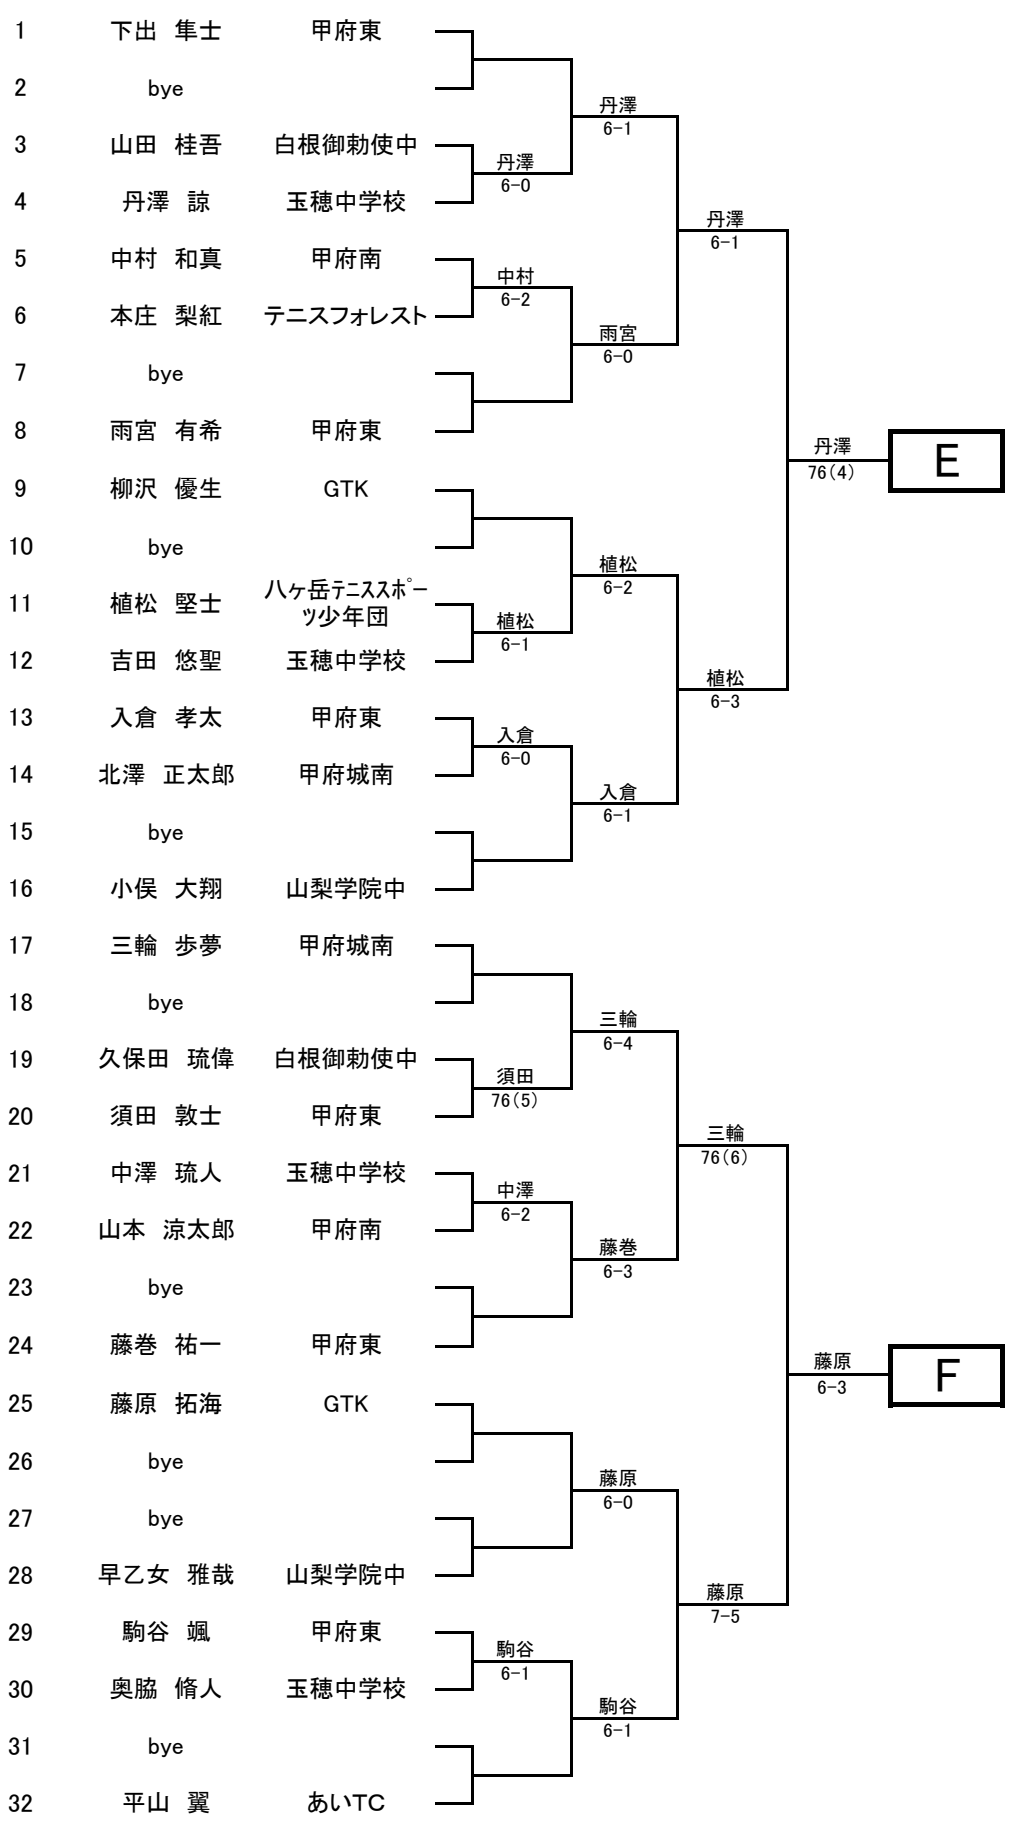 1 下出 隼士 甲府東
2 bye
丹澤
6-1
3 山田 桂吾 白根御勅使中
丹澤
6-0
4 丹澤 諒 玉穂中学校
丹澤
6-1
5 中村 和真 甲府南
中村
6-2
6 本庄 梨紅 テニスフォレスト
雨宮
6-0
7 bye
8 雨宮 有希 甲府東
丹澤
76(4)
E
9 柳沢 優生 GTK
10 bye
植松
6-2
11 植松 堅士 八ヶ岳テニススポー
ツ少年団
植松
6-1
12 吉田 悠聖 玉穂中学校
植松
6-3
13 入倉 孝太 甲府東
入倉
6-0
14 北澤 正太郎 甲府城南
入倉
6-1
15 bye
16 小俣 大翔 山梨学院中
17 三輪 歩夢 甲府城南
18 bye
三輪
6-4
19 久保田 琉偉 白根御勅使中
須田
76(5)
20 須田 敦士 甲府東
三輪
76(6)
21 中澤 琉人 玉穂中学校
中澤
6-2
22 山本 涼太郎 甲府南
藤巻
6-3
23 bye
24 藤巻 祐一 甲府東
藤原
6-3
F
25 藤原 拓海 GTK
26 bye
藤原
6-0
27 bye
28 早乙女 雅哉 山梨学院中
藤原
7-5
29 駒谷 颯 甲府東
駒谷
6-1
30 奥脇 脩人 玉穂中学校
駒谷
6-1
31 bye
32 平山 翼 あいTC